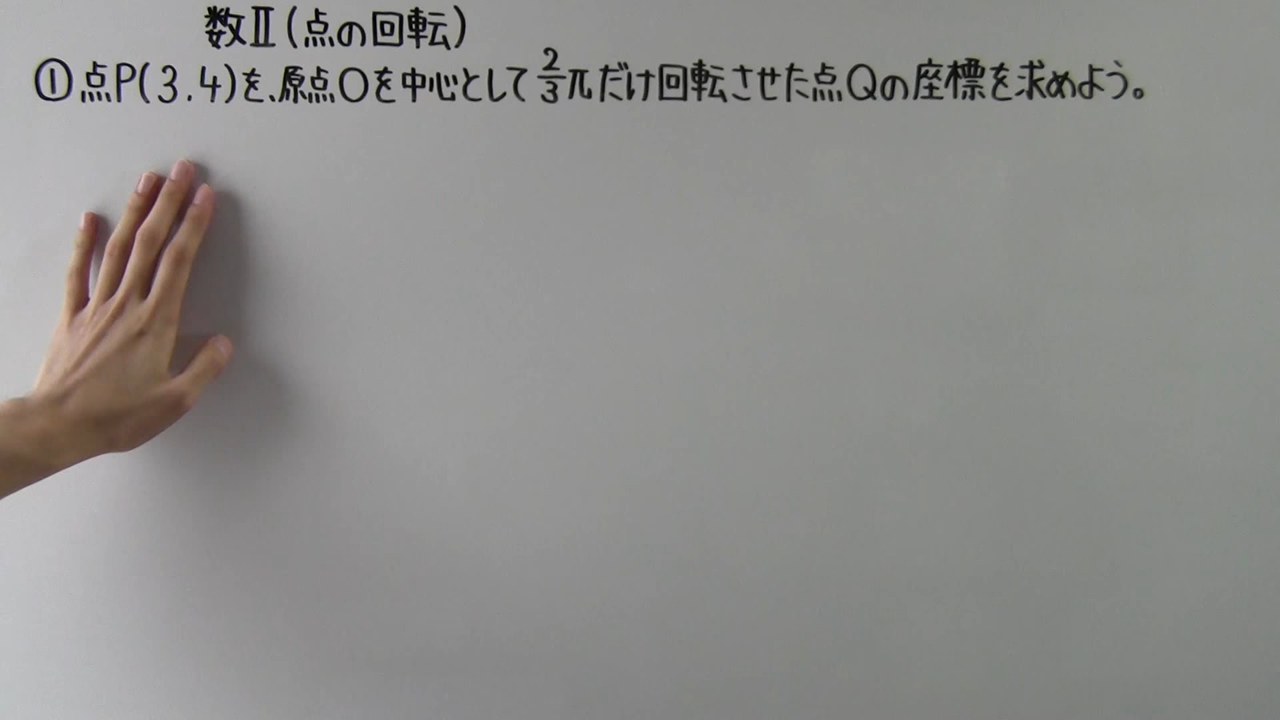 数Ⅱ(点の回転)
①点P(3.4)を、原点Oを中心として2/3πだけ回転させた点Qの座標を求めよう。